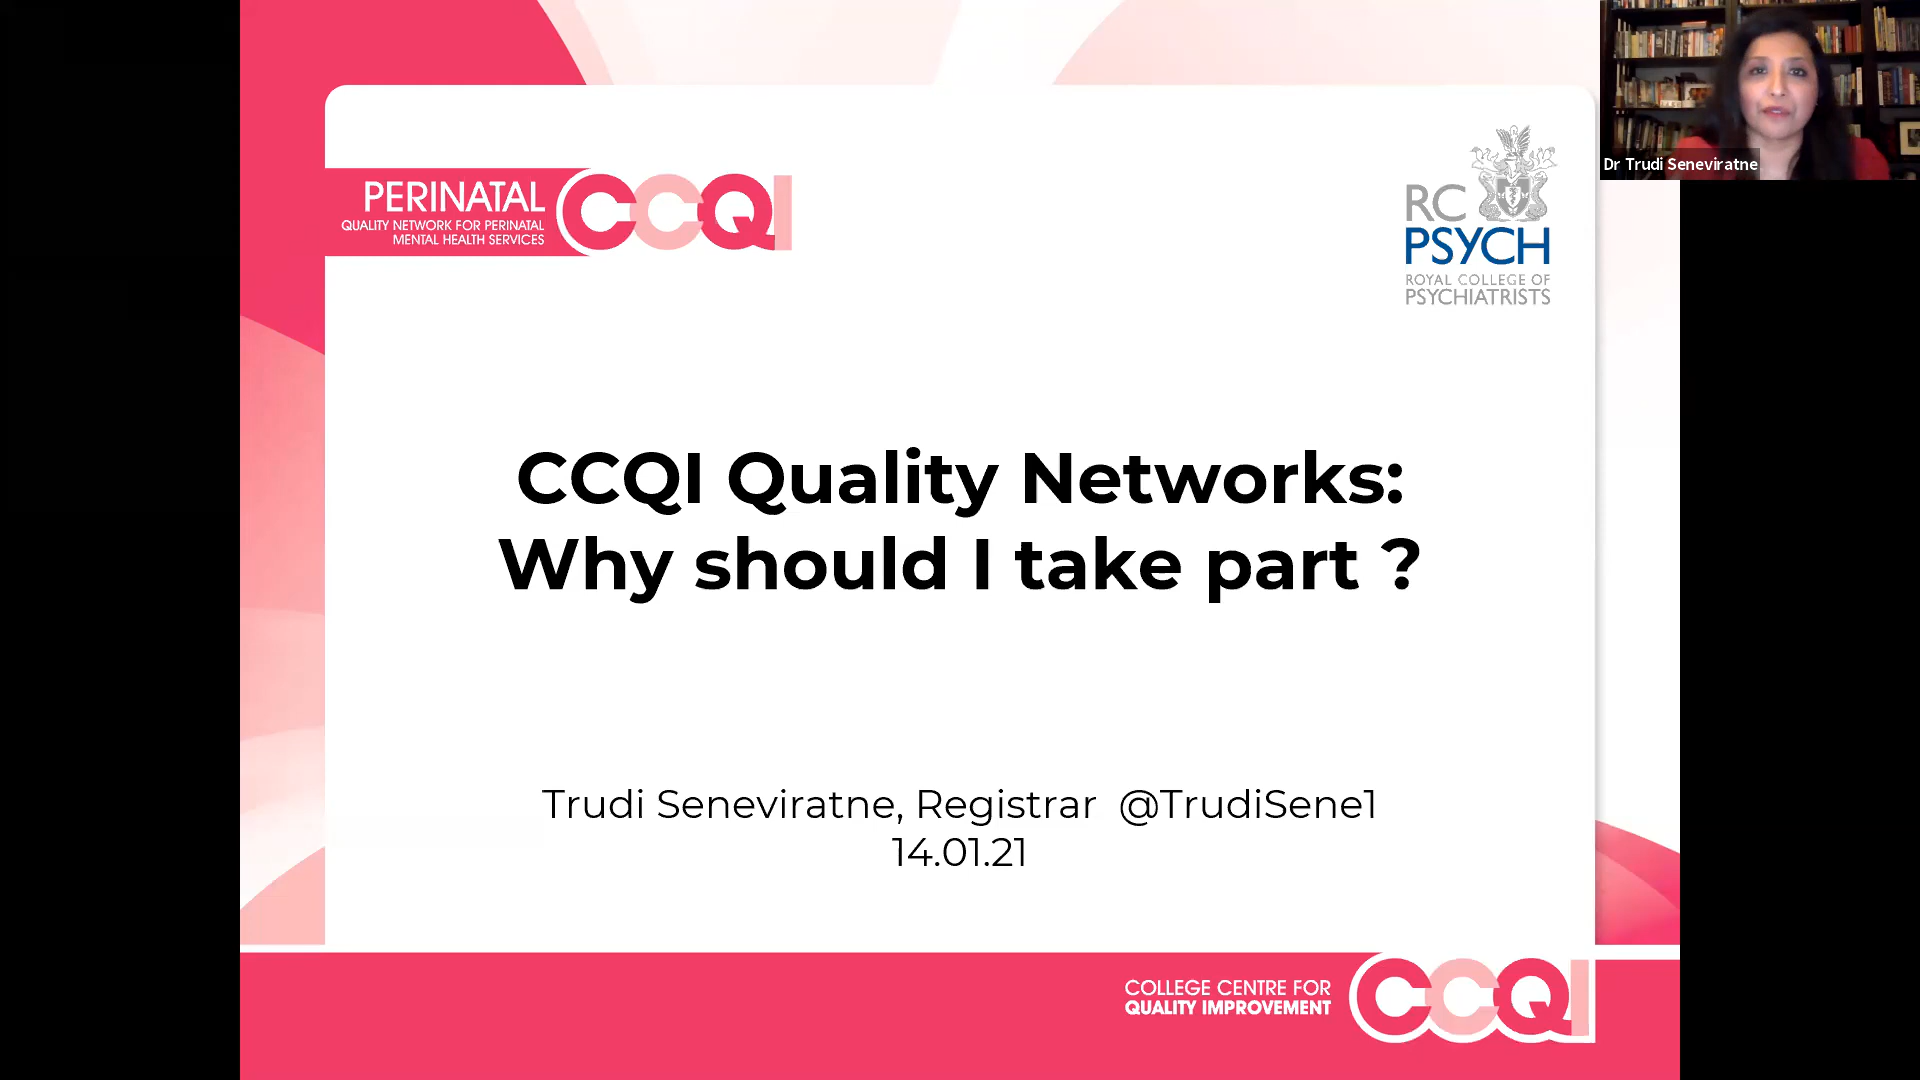 PERINATAL
QUALITY NETWORK FOR PERINATAL
MENTAL HEALTH SERVICES
CCQI
RC
PSYCH
ROYAL COLLEGE OF
PSYCHIATRISTS
Dr Trudi Seneviratne
CCQI Quality Networks:
Why should I take part ?
Trudi Seneviratne, Registrar @TrudiSene1
14.01.21
COLLEGE CENTRE FOR
QUALITY IMPROVEMENT
CCQI